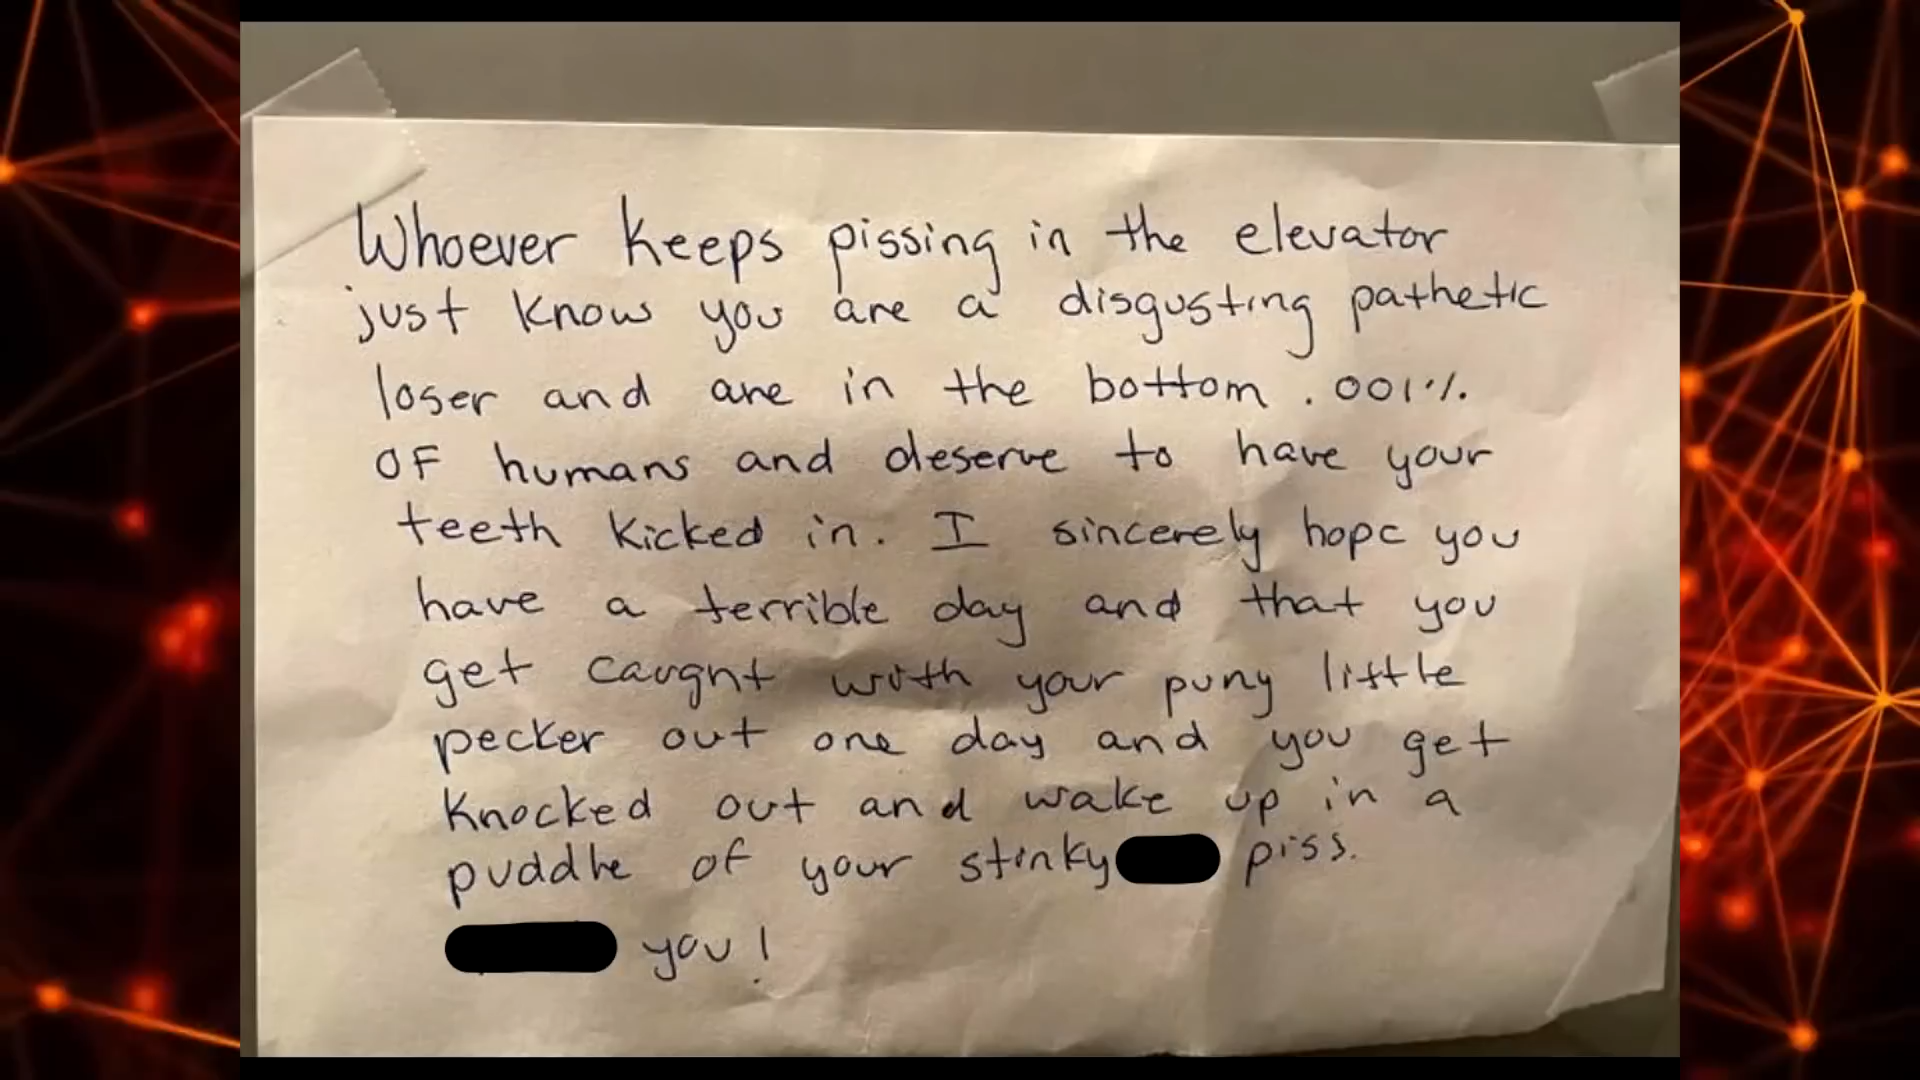 Whoever keeps pissing in the elevator
just know you are a disgusting pathetic
loser and are in the bottom .001%
OF humans and deserve to have your
teeth kicked in. I sincerely hope you
have a terrible day and that you
get caught with your puny little
pecker out one day and you get
knocked out and wake up in a
puddle of your stinky piss.
you!